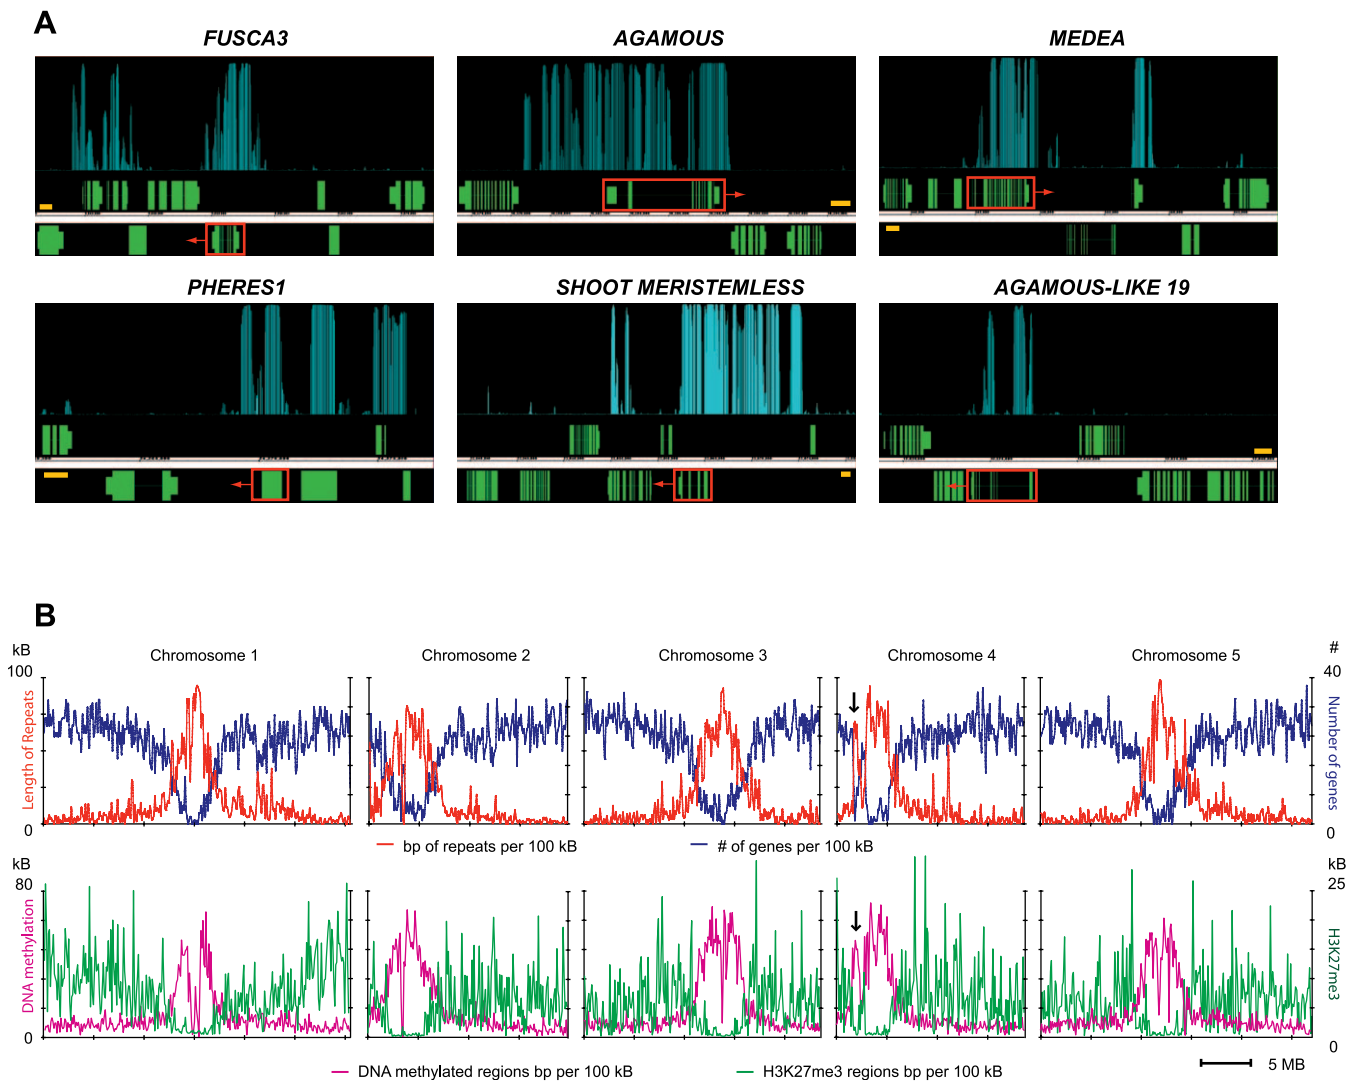 A
FUSCA3 AGAMOUS MEDEA
PHERES1 SHOOT MERISTEMLESS AGAMOUS-LIKE 19
B
kB Chromosome 1 Chromosome 2 Chromosome 3 Chromosome 4 Chromosome 5 #
100 40
Length of Repeats
Number of genes
0 0
bp of repeats per 100 kB # of genes per 100 kB
kB kB
80 25
DNA methylation
H3K27me3
0 0
5 MB
DNA methylated regions bp per 100 kB H3K27me3 regions bp per 100 kB